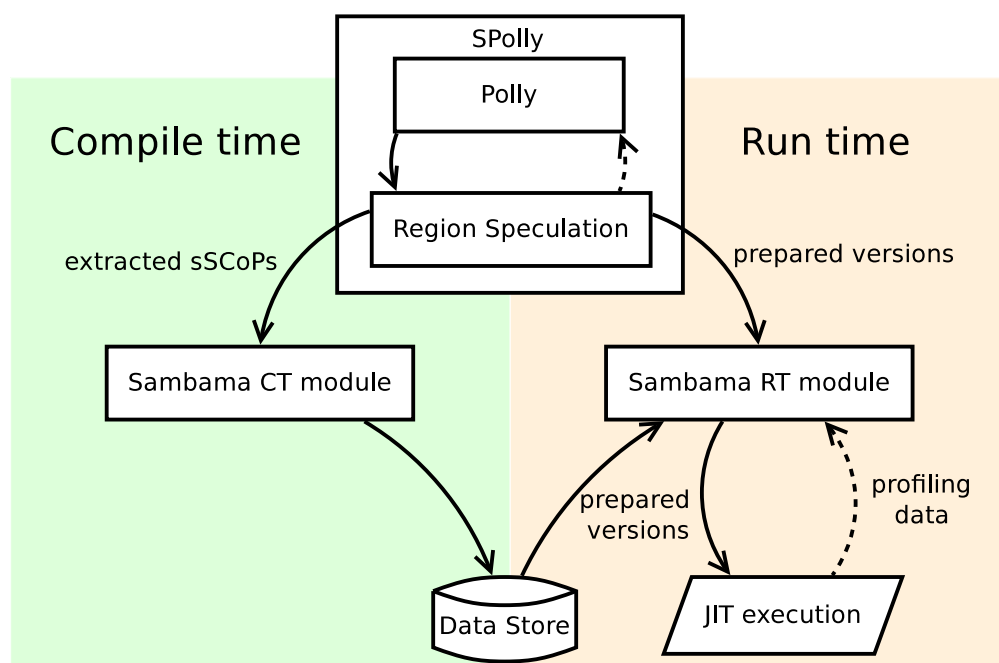 SPolly
Polly
Compile time
Run time
Region Speculation
extracted sSCoPs
prepared versions
Sambama CT module
Sambama RT module
prepared
versions
profiling
data
Data Store
JIT execution